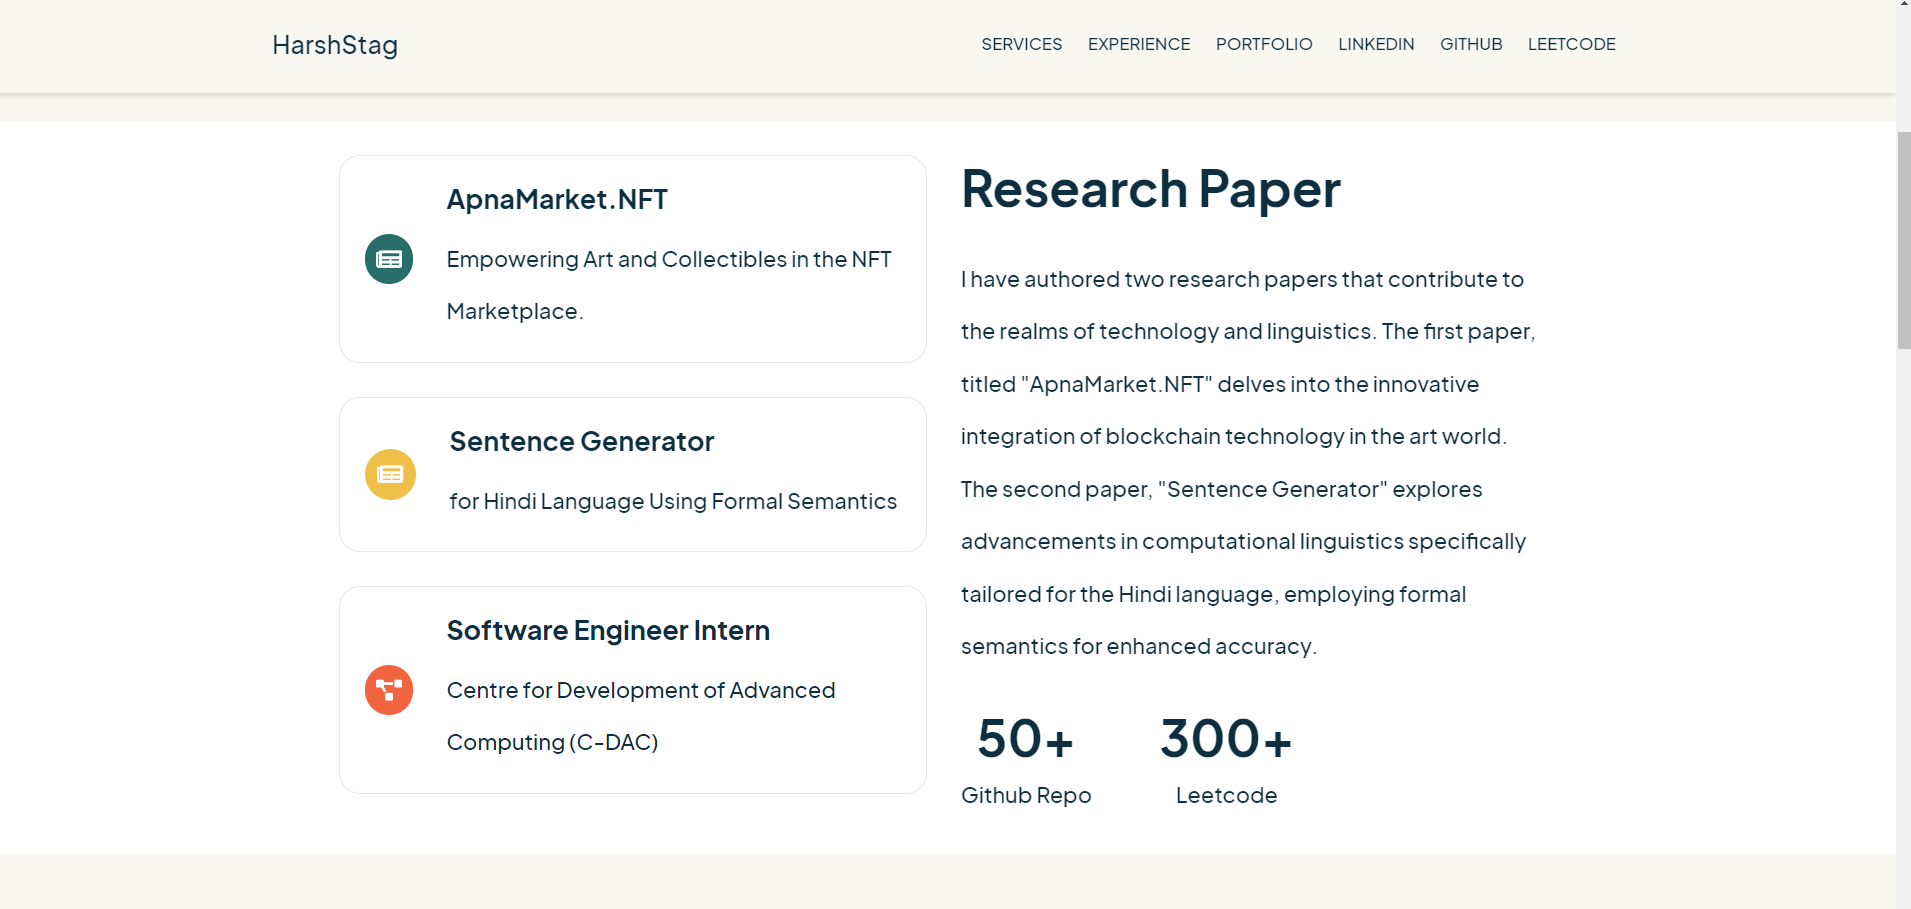 HarshStag
SERVICES EXPERIENCE PORTFOLIO LINKEDIN GITHUB LEETCODE
ApnaMarket.NFT
Empowering Art and Collectibles in the NFT
Marketplace.
Sentence Generator
for Hindi Language Using Formal Semantics
Software Engineer Intern
Centre for Development of Advanced
Computing (C-DAC)
Research Paper
I have authored two research papers that contribute to
the realms of technology and linguistics. The first paper,
titled "ApnaMarket.NFT" delves into the innovative
integration of blockchain technology in the art world.
The second paper, "Sentence Generator" explores
advancements in computational linguistics specifically
tailored for the Hindi language, employing formal
semantics for enhanced accuracy.
50+ 300+
Github Repo Leetcode